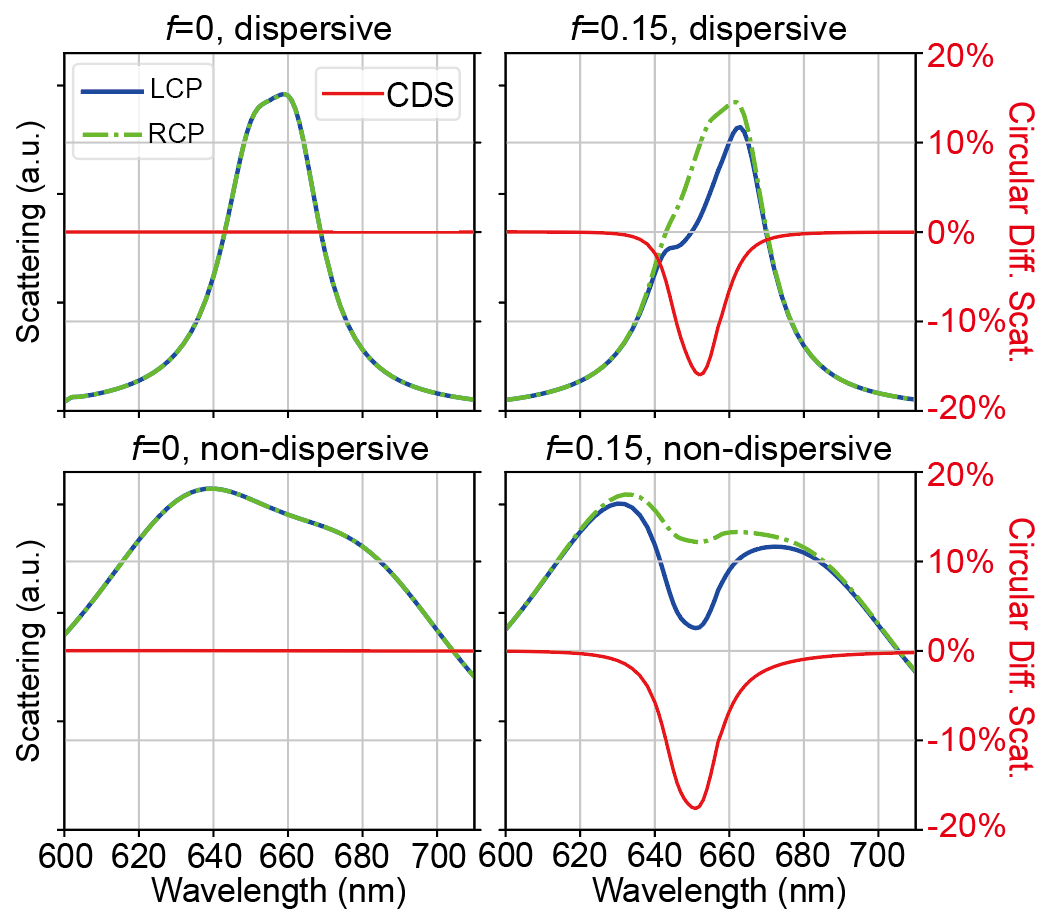 f=0, dispersive
f=0.15, dispersive
LCP
RCP
CDS
Scattering (a.u.)
20%
10%
0%
-10%
-20%
Circular Diff. Scat.
f=0, non-dispersive
f=0.15, non-dispersive
Scattering (a.u.)
20%
10%
0%
-10%
-20%
Circular Diff. Scat.
600 620 640 660 680 700
600 620 640 660 680 700
Wavelength (nm)
Wavelength (nm)